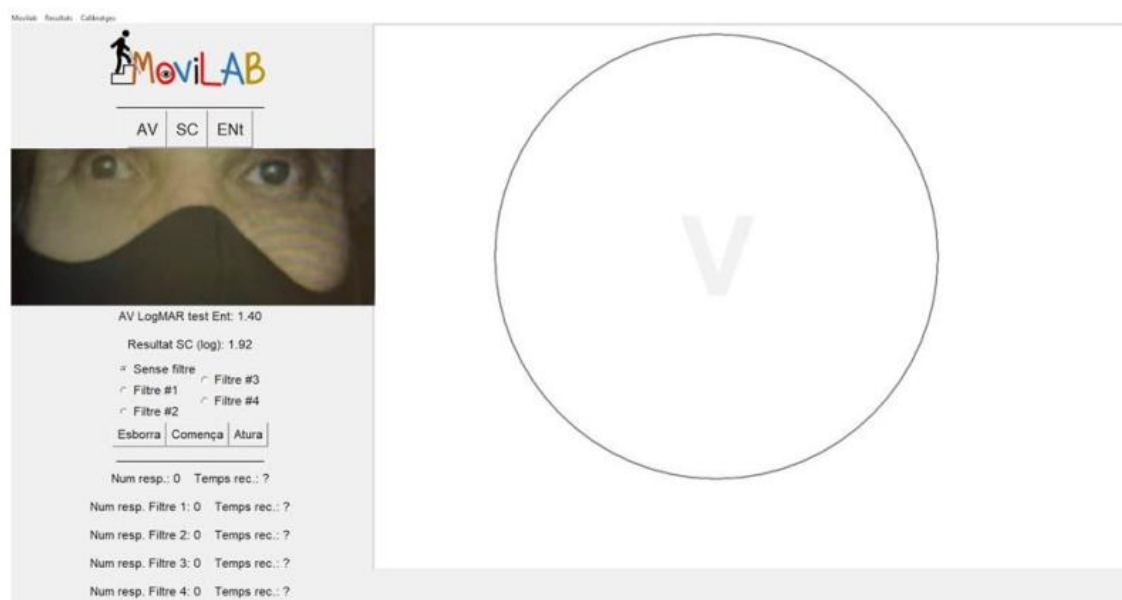 Movilab Resultats Calibratges
MoviLAB
AV SC ENt
AV LogMAR test Ent: 1.40
Resultat SC (log): 1.92
Sense filtre
Filtre #3
Filtre #1
Filtre #4
Filtre #2
Esborra Comença Atura
Num resp.: 0 Temps rec.: ?
Num resp. Filtre 1: 0 Temps rec.: ?
Num resp. Filtre 2: 0 Temps rec.: ?
Num resp. Filtre 3: 0 Temps rec.: ?
Num resp. Filtre 4: 0 Temps rec.: ?
V